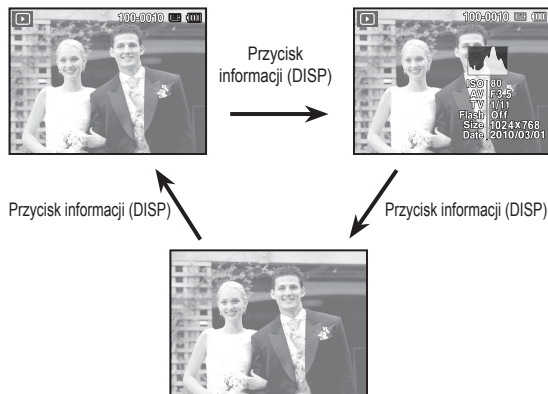 100-0010
100-0010
Przycisk
informacji (DISP)
ISO 80
AV F3.5
TV 1/11
Flash Off
Size 1024x768
Date 2010/03/01
Przycisk informacji (DISP)
Przycisk informacji (DISP)